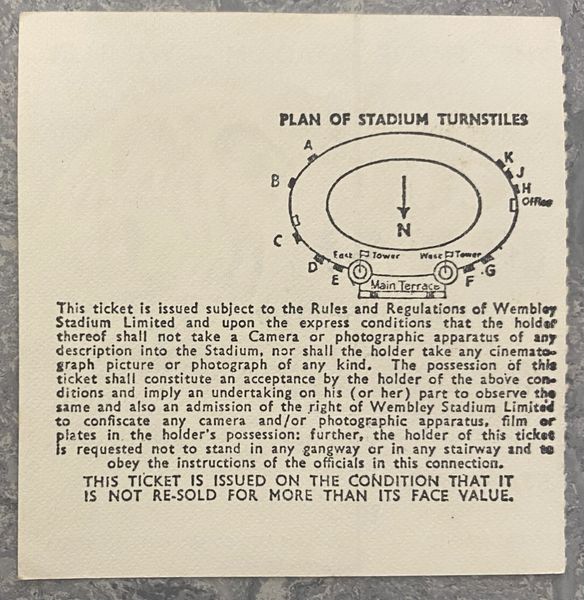 PLAN OF STADIUM TURNSTILES
A
K
J
B
H
Office
N
C
East Tower
West Tower
D
G
E
F
Main Terrace
This ticket is issued subject to the Rules and Regulations of Wembley
Stadium Limited and upon the express conditions that the holder
thereof shall not take a Camera or photographic apparatus of any
description into the Stadium, nor shall the holder take any cinemato-
graph picture or photograph of any kind. The possession of this
ticket shall constitute an acceptance by the holder of the above con-
ditions and imply an undertaking on his (or her) part to observe the
same and also an admission of the right of Wembley Stadium Limited
to confiscate any camera and/or photographic apparatus, film or
plates in the holder's possession: further, the holder of this ticket
is requested not to stand in any gangway or in any stairway and to
obey the instructions of the officials in this connection.
THIS TICKET IS ISSUED ON THE CONDITION THAT IT
IS NOT RE-SOLD FOR MORE THAN ITS FACE VALUE.